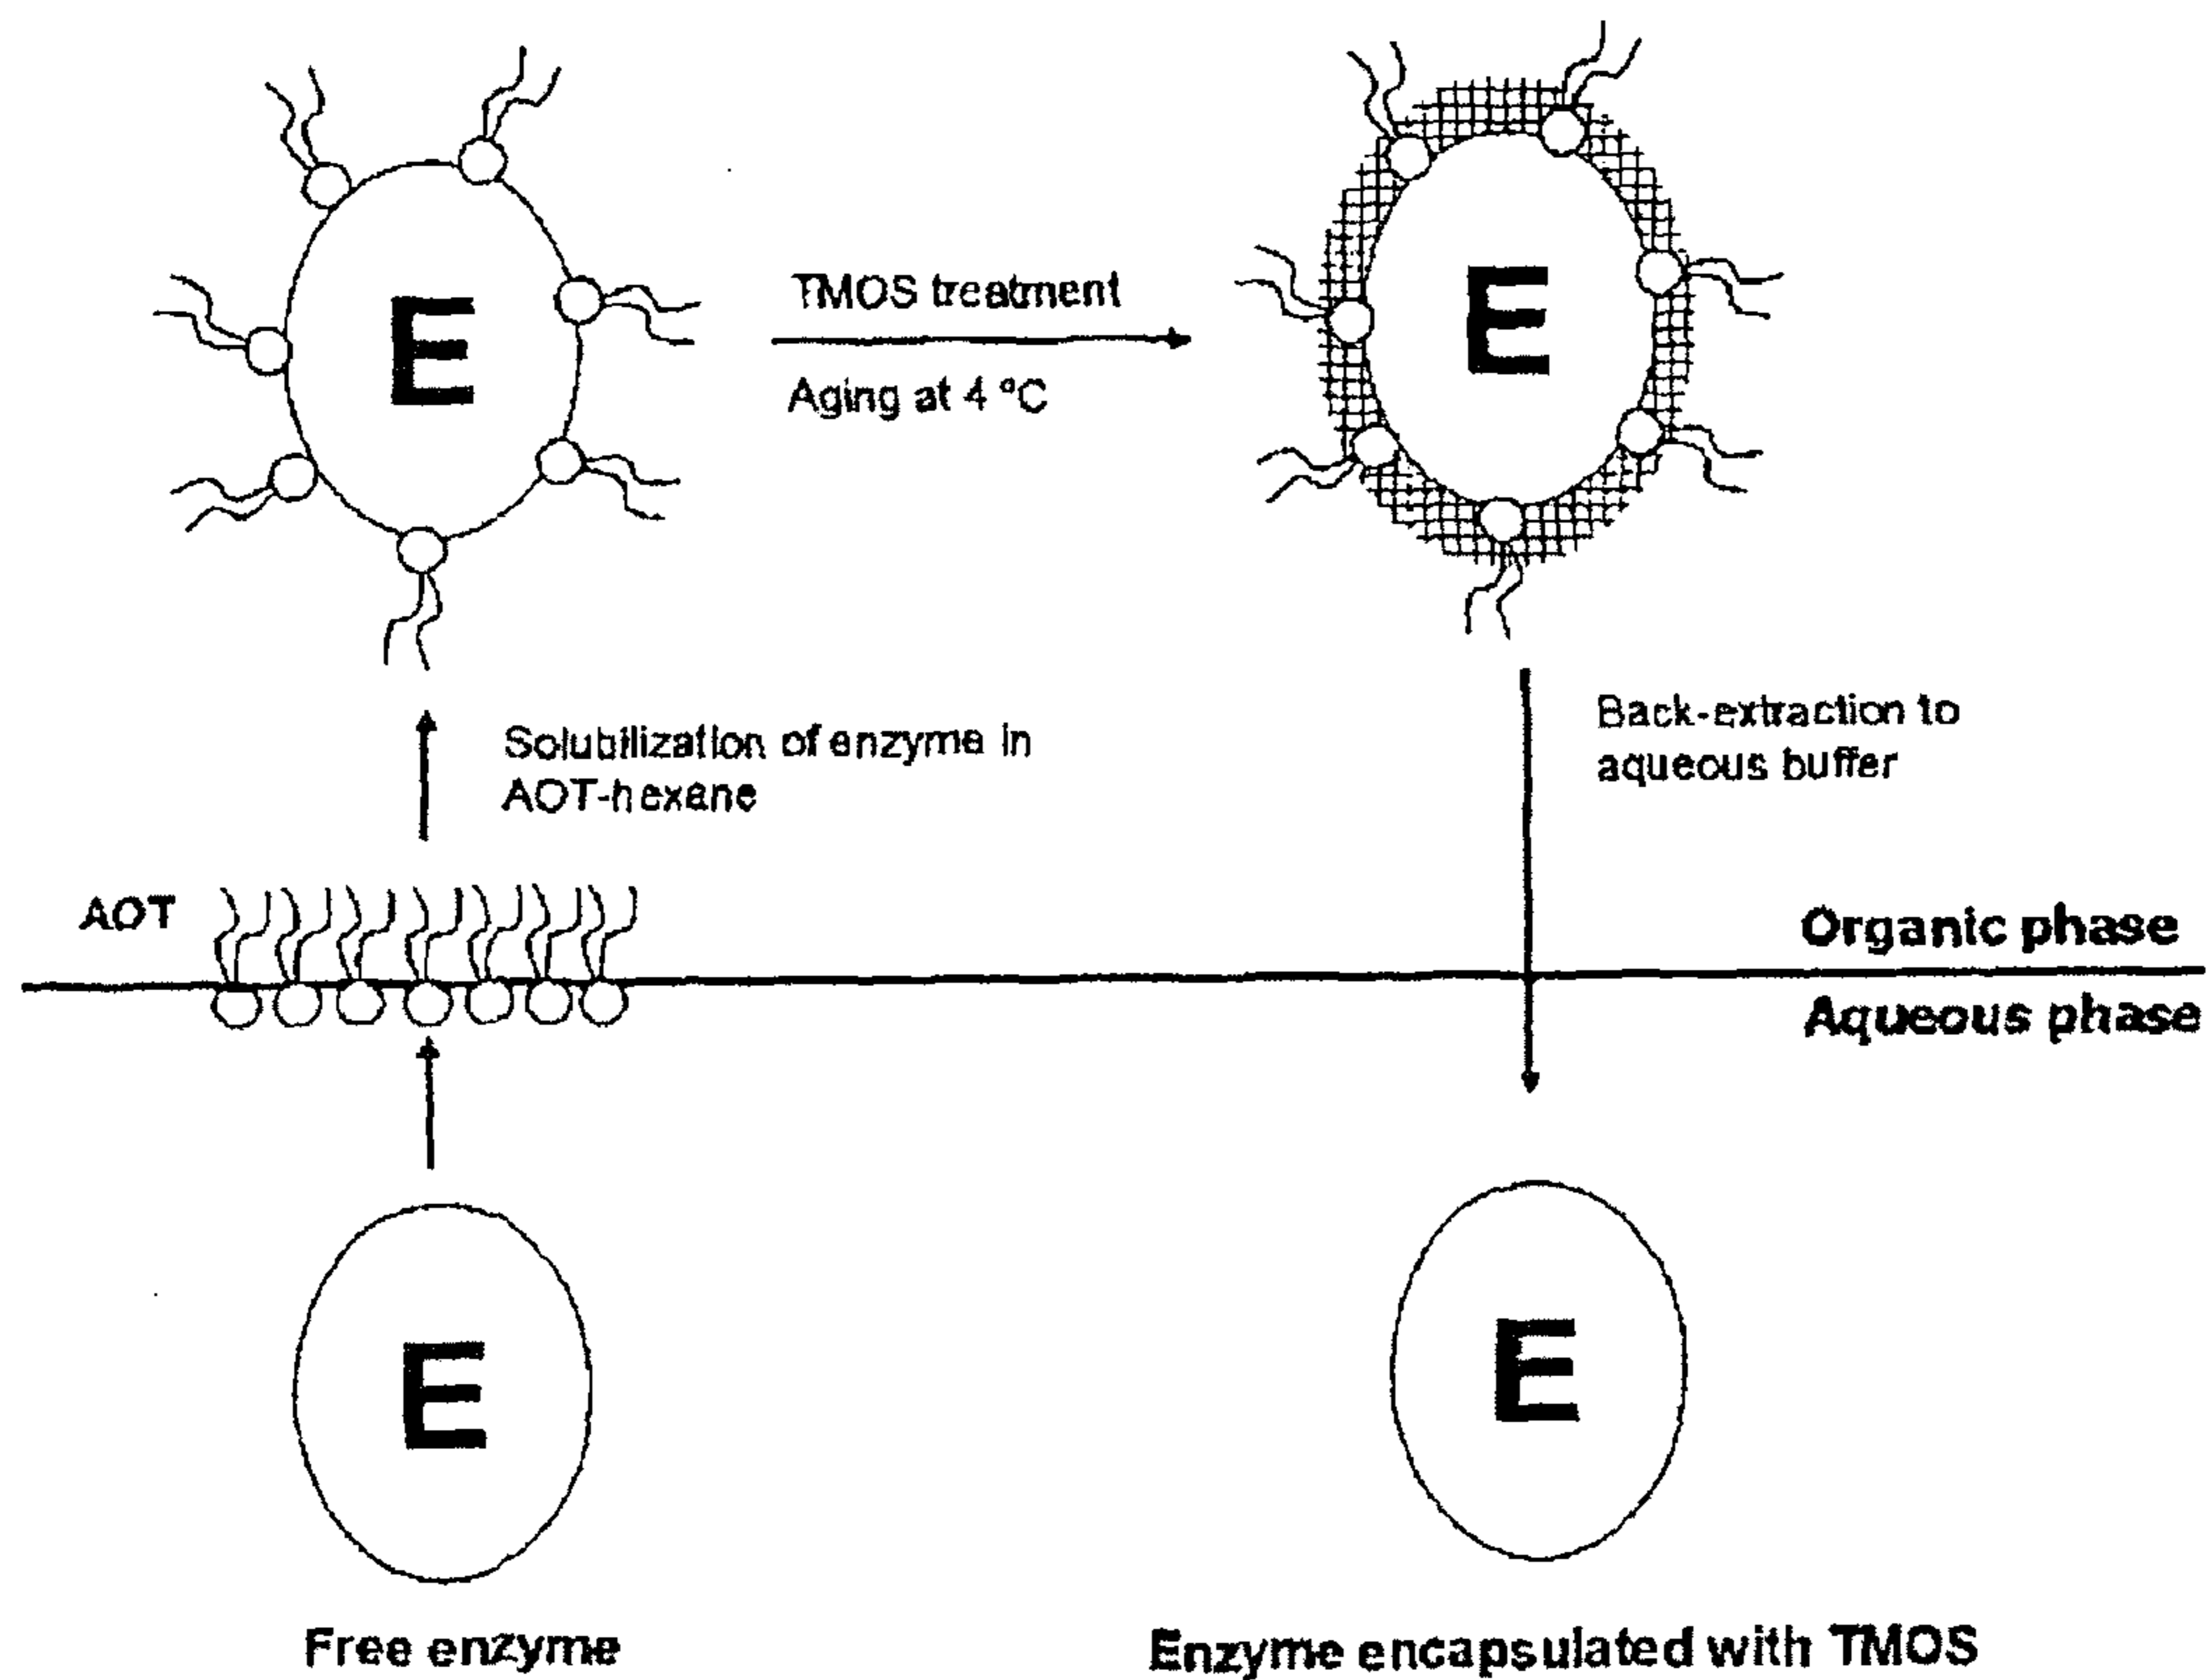 E
E
TMOS treatment
Aging at 4 °C
Solubilization of enzyme in
AOT-hexane
Back-extraction to
aqueous buffer
AOT
Organic phase
Aqueous phase
E
E
Free enzyme
Enzyme encapsulated with TMOS